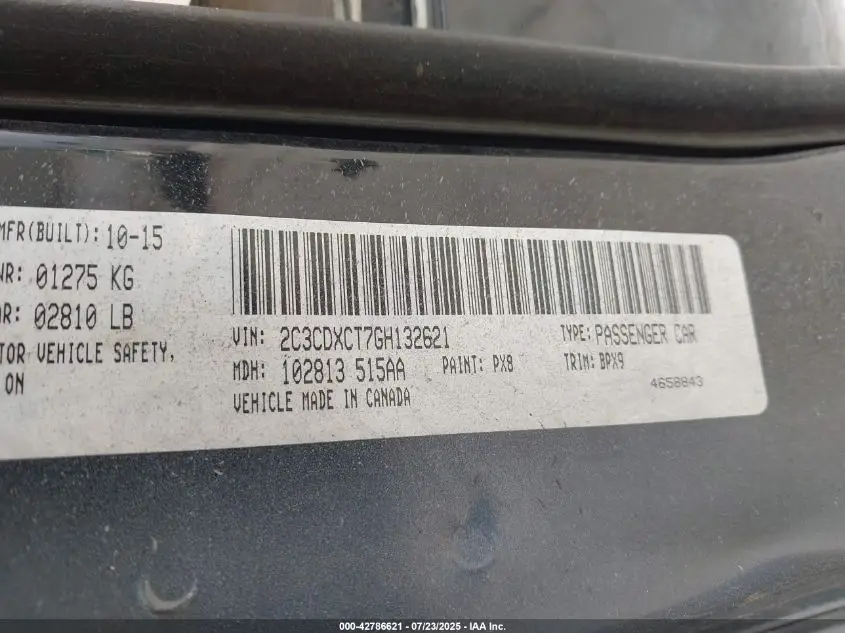 MFR(BUILT): 10-15
WR: 01275 KG
AR: 02810 LB
TOR VEHICLE SAFETY,
ON
VIN: 2C3CDXCT7GH132621
TYPE: PASSENGER CAR
MDH: 102813 515AA
PAINT: PX8
TRIM: BPX9
VEHICLE MADE IN CANADA
4658843
000-42786621 - 07/23/2025 - IAA Inc.